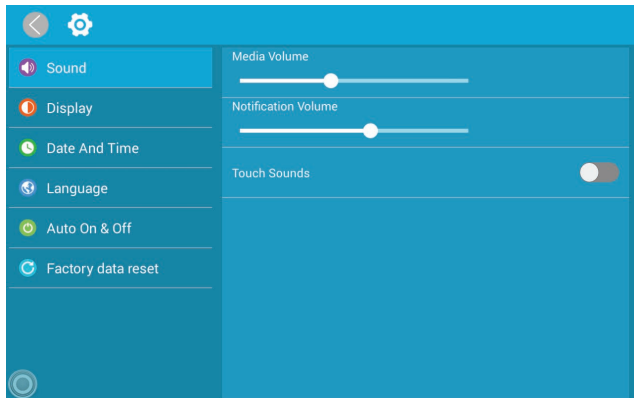 Sound
Display
Date And Time
Language
Auto On & Off
Factory data reset
Media Volume
Notification Volume
Touch Sounds